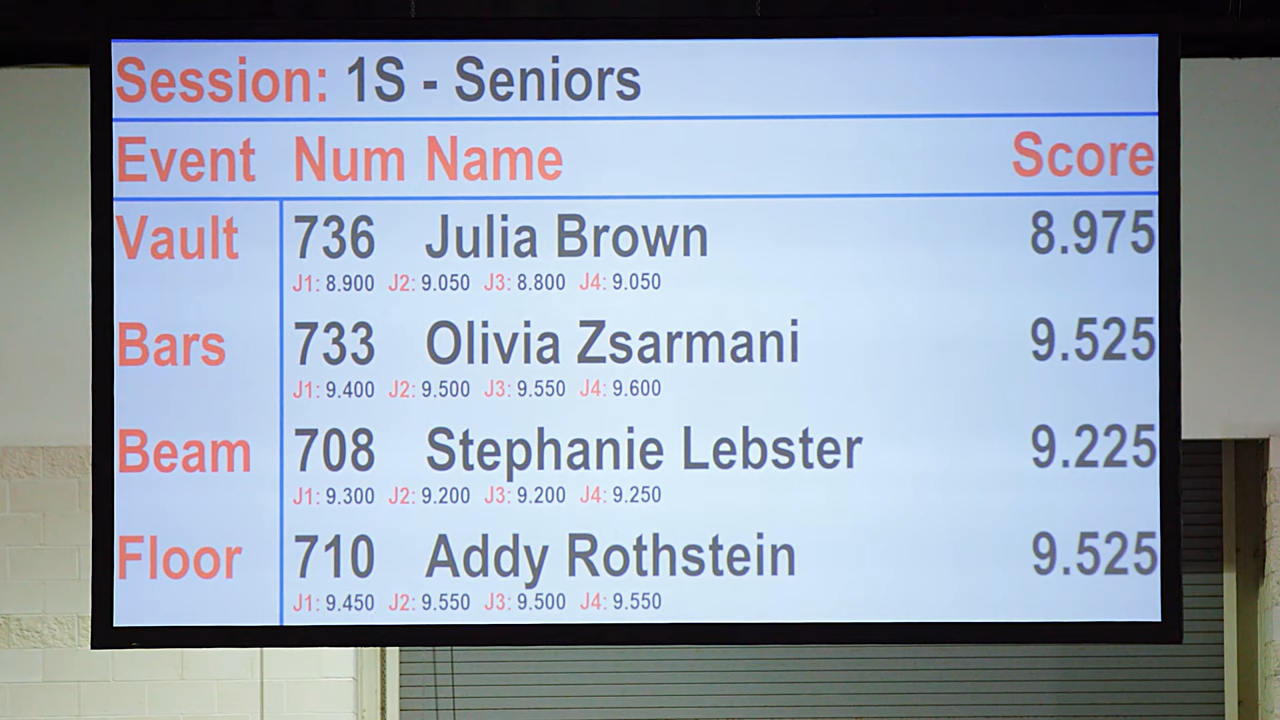 Session: 1S - Seniors
Event Num Name Score
Vault 736 Julia Brown 8.975
J1: 8.900 J2: 9.050 J3: 8.800 J4: 9.050
Bars 733 Olivia Zsarmani 9.525
J1: 9.400 J2: 9.500 J3: 9.550 J4: 9.600
Beam 708 Stephanie Lebster 9.225
J1: 9.300 J2: 9.200 J3: 9.200 J4: 9.250
Floor 710 Addy Rothstein 9.525
J1: 9.450 J2: 9.550 J3: 9.500 J4: 9.550